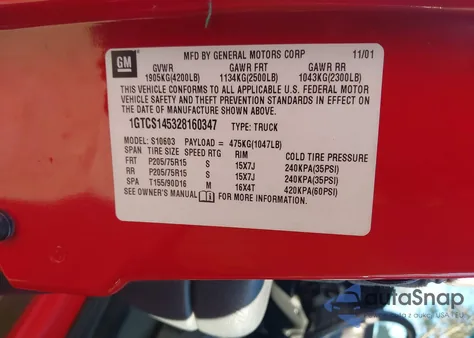 GM
MFD BY GENERAL MOTORS CORP 11/01
GVWR GAWR FRT GAWR RR
1905KG(4200LB) 1134KG(2500LB) 1043KG(2300LB)
THIS VEHICLE CONFORMS TO ALL APPLICABLE U.S. FEDERAL MOTOR
VEHICLE SAFETY AND THEFT PREVENTION STANDARDS IN EFFECT ON
THE DATE OF MANUFACTURE SHOWN ABOVE.
1GTCS145328160347 TYPE: TRUCK
MODEL: S10603 PAYLOAD = 475KG(1047LB)
SPAN TIRE SIZE SPEED RTG RIM COLD TIRE PRESSURE
FRT P205/75R15 S 15X7J 240KPA(35PSI)
RR P205/75R15 S 15X7J 240KPA(35PSI)
SPA T155/90D16 M 16X4T 420KPA(60PSI)
SEE OWNER'S MANUAL FOR MORE INFORMATION.
autoSnap